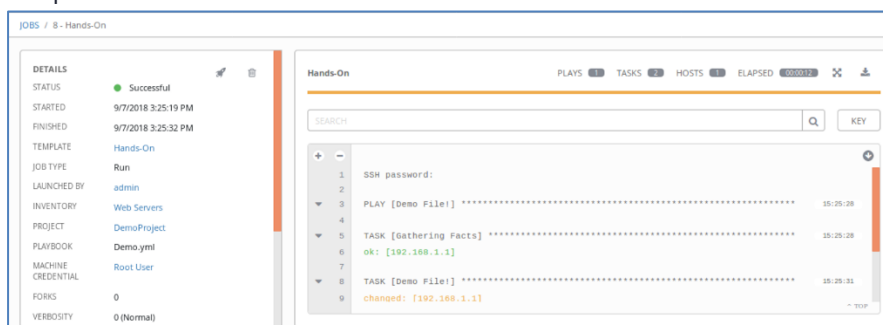 JOBS / 8 - Hands-On
DETAILS
STATUS Successful
STARTED 9/7/2018 3:25:19 PM
FINISHED 9/7/2018 3:25:32 PM
TEMPLATE Hands-On
JOB TYPE Run
LAUNCHED BY admin
INVENTORY Web Servers
PROJECT DemoProject
PLAYBOOK Demo.yml
MACHINE CREDENTIAL Root User
FORKS 0
VERBOSITY 0 (Normal)
Hands-On PLAYS 1 TASKS 2 HOSTS 1 ELAPSED 00:00:12
SEARCH KEY
1 SSH password:
2
3 PLAY [Demo File!] ************************************************************* 15:25:28
4
5 TASK [Gathering Facts] ******************************************************** 15:25:28
6 ok: [192.168.1.1]
7
8 TASK [Demo File!] ************************************************************* 15:25:31
9 changed: [192.168.1.1]
^ TOP